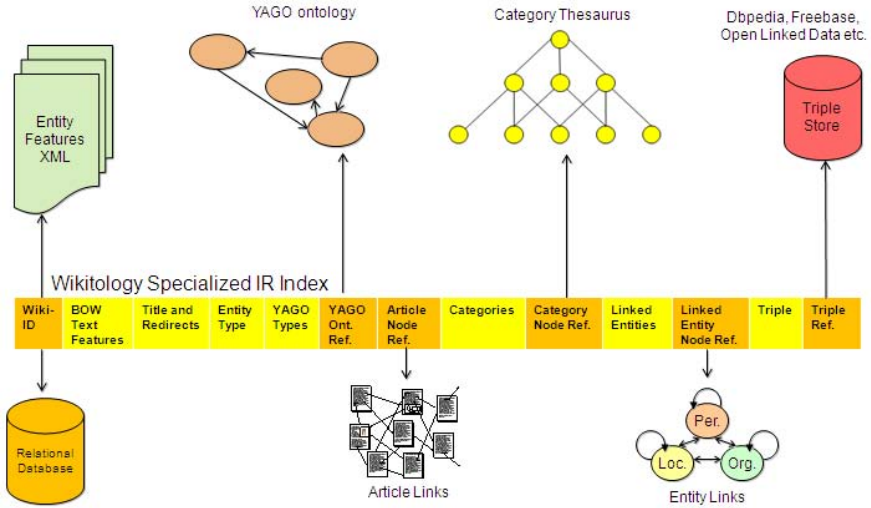 YAGO ontology
Category Thesaurus
Dbpedia, Freebase,
Open Linked Data etc.
Entity
Features
XML
Triple
Store
Wikitology Specialized IR Index
Wiki-
ID
BOW
Text
Features
Title and
Redirects
Entity
Type
YAGO
Types
YAGO
Ont.
Ref.
Article
Node
Ref.
Categories
Category
Node Ref.
Linked
Entities
Linked
Entity
Node Ref.
Triple
Triple
Ref.
Relational
Database
Article Links
Per.
Loc.
Org.
Entity Links